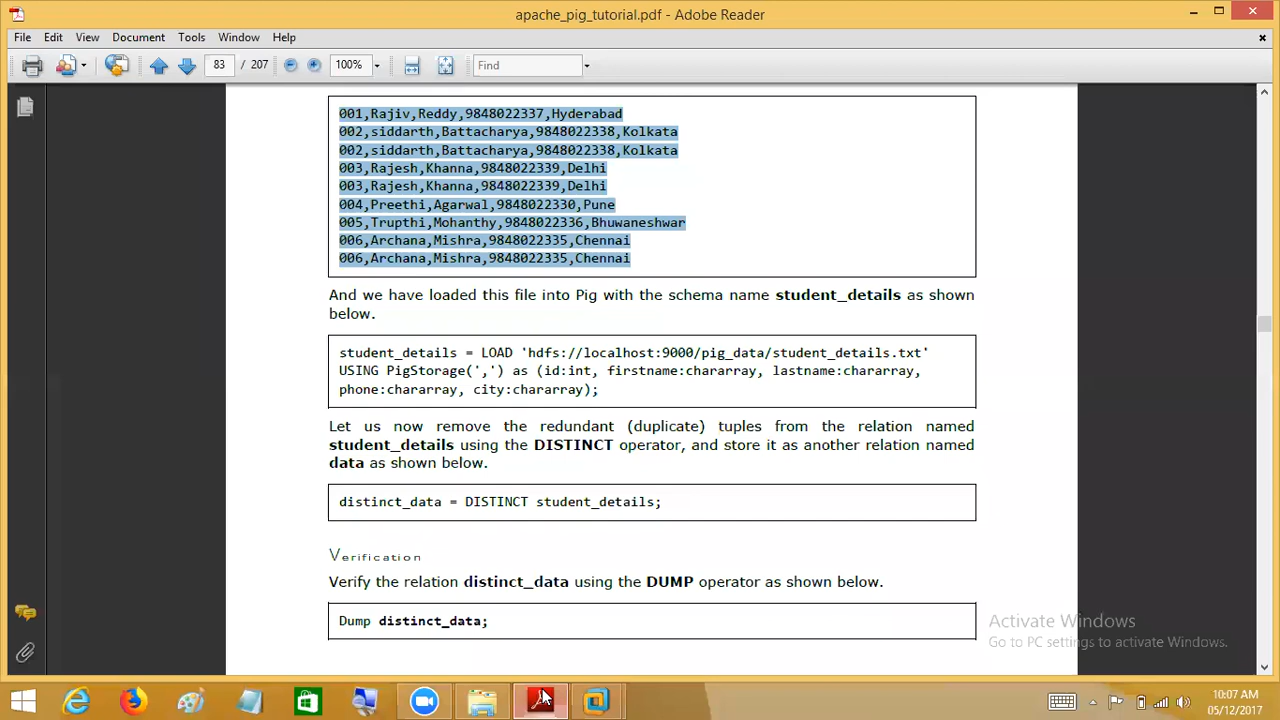 apache_pig_tutorial.pdf - Adobe Reader
File Edit View Document Tools Window Help
83 / 207 100% Find
001,Rajiv,Reddy,9848022337,Hyderabad
002,siddarth,Battacharya,9848022338,Kolkata
002,siddarth,Battacharya,9848022338,Kolkata
003,Rajesh,Khanna,9848022339,Delhi
003,Rajesh,Khanna,9848022339,Delhi
004,Preethi,Agarwal,9848022330,Pune
005,Trupthi,Mohanthy,9848022336,Bhuwaneshwar
006,Archana,Mishra,9848022335,Chennai
006,Archana,Mishra,9848022335,Chennai
And we have loaded this file into Pig with the schema name student_details as shown
below.
student_details = LOAD 'hdfs://localhost:9000/pig_data/student_details.txt'
USING PigStorage(',') as (id:int, firstname:chararray, lastname:chararray,
phone:chararray, city:chararray);
Let us now remove the redundant (duplicate) tuples from the relation named
student_details using the DISTINCT operator, and store it as another relation named
data as shown below.
distinct_data = DISTINCT student_details;
Verification
Verify the relation distinct_data using the DUMP operator as shown below.
Dump distinct_data;
Activate Windows
Go to PC settings to activate Windows.
10:07 AM
05/12/2017